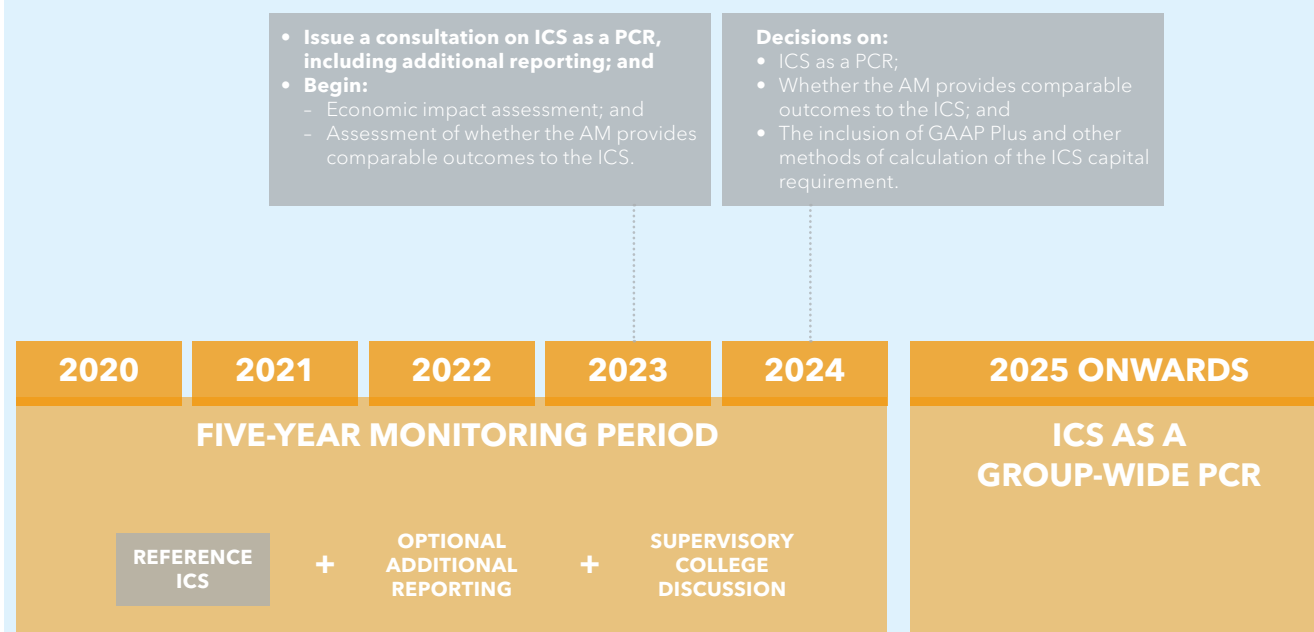 • Issue a consultation on ICS as a PCR,
including additional reporting; and
• Begin:
– Economic impact assessment; and
– Assessment of whether the AM provides
comparable outcomes to the ICS.
Decisions on:
• ICS as a PCR;
• Whether the AM provides comparable
outcomes to the ICS; and
• The inclusion of GAAP Plus and other
methods of calculation of the ICS capital
requirement.
2020
2021
2022
2023
2024
2025 ONWARDS
FIVE-YEAR MONITORING PERIOD
ICS AS A
GROUP-WIDE PCR
REFERENCE
ICS
+
OPTIONAL
ADDITIONAL
REPORTING
+
SUPERVISORY
COLLEGE
DISCUSSION